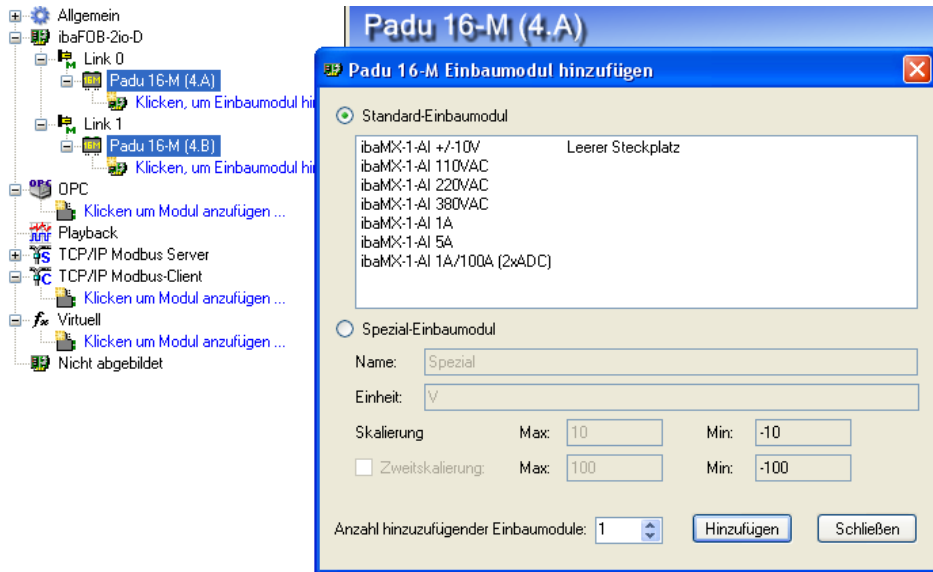 Allgemein
ibaFOB-2io-D
Link 0
Padu 16-M (4.A)
Klicken, um Einbaumodul hi
Link 1
Padu 16-M (4.B)
Klicken, um Einbaumodul hi
OPC
Klicken um Modul anzufügen ...
Playback
TCP/IP Modbus Server
TCP/IP Modbus-Client
Klicken um Modul anzufügen ...
Virtuell
Klicken um Modul anzufügen ...
Nicht abgebildet
Padu 16-M (4.A)
Padu 16-M Einbaumodul hinzufügen
Standard-Einbaumodul
ibaMX-1-AI +/-10V Leerer Steckplatz
ibaMX-1-AI 110VAC
ibaMX-1-AI 220VAC
ibaMX-1-AI 380VAC
ibaMX-1-AI 1A
ibaMX-1-AI 5A
ibaMX-1-AI 1A/100A (2xADC)
Spezial-Einbaumodul
Name: Spezial
Einheit: V
Skalierung Max: 10 Min: -10
Zweitskalierung: Max: 100 Min: -100
Anzahl hinzuzufügender Einbaumodule: 1 Hinzufügen Schließen